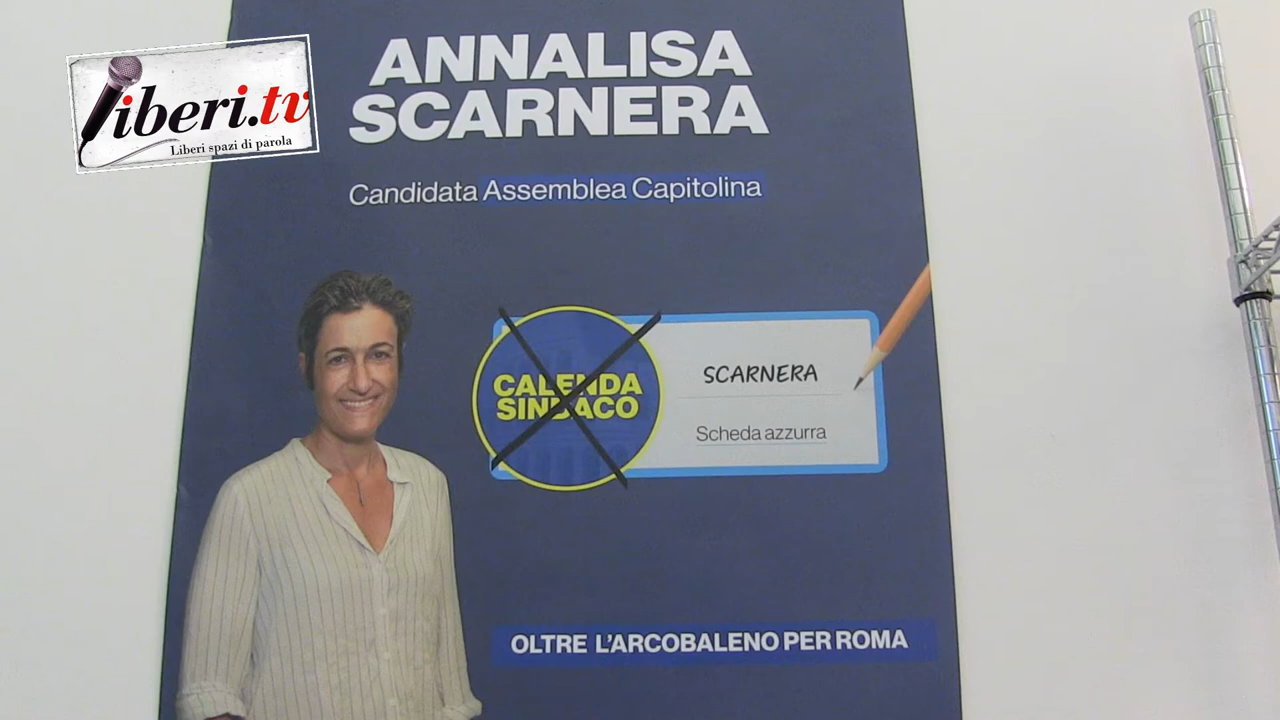 liberi.tv
Liberi spazi di parola
ANNALISA
SCARNERA
Candidata Assemblea Capitolina
CALENDA
SINDACO
SCARNERA
Scheda azzurra
OLTRE L'ARCOBALENO PER ROMA